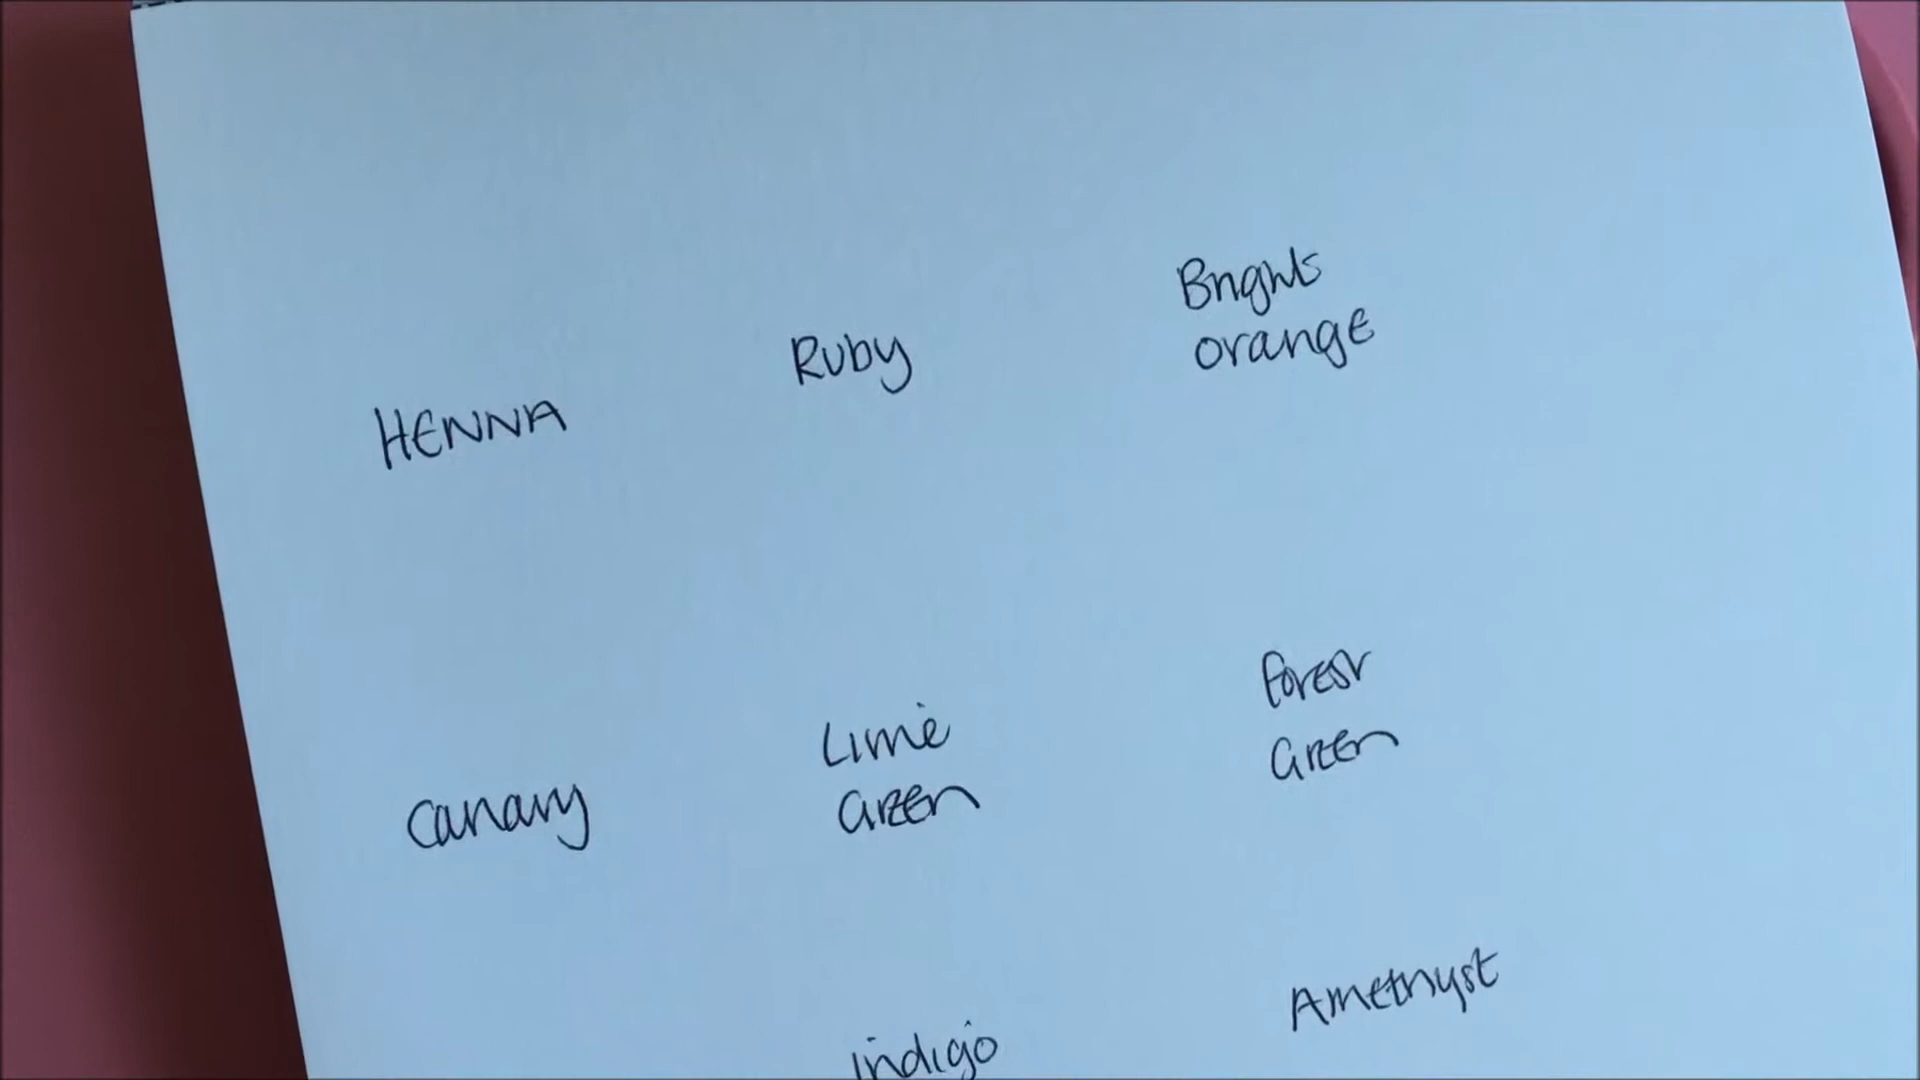 HENNA
Ruby
Brights
orange
Canary
Lime
Green
Forest
Green
indigo
Amethyst